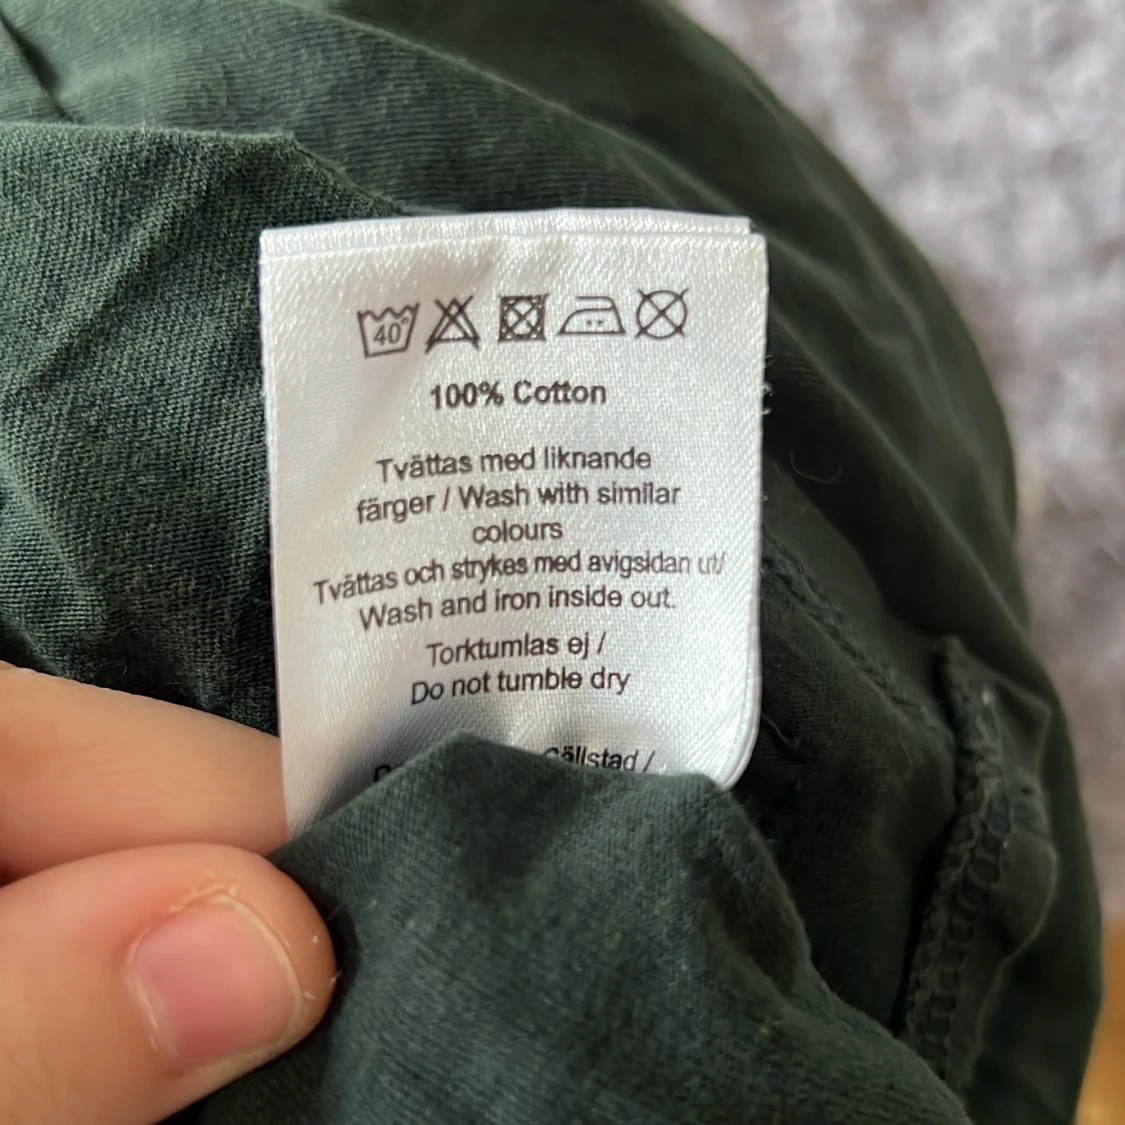 40°
100% Cotton
Tvättas med liknande
färger / Wash with similar
colours
Tvättas och strykes med avigsidan ut/
Wash and iron inside out.
Torktumlas ej /
Do not tumble dry
Gällstad /